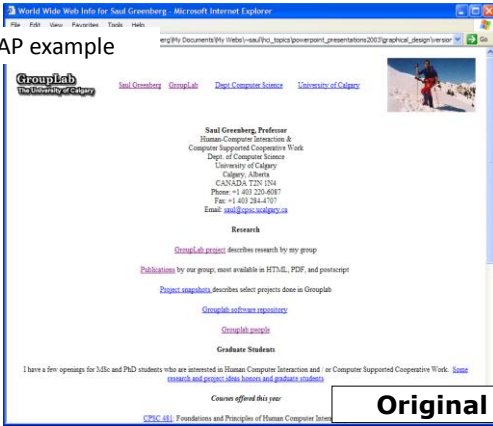 World Wide Web Info for Saul Greenberg - Microsoft Internet Explorer
File Edit View Favorites Tools Help
AP example
erg\My Documents\My Webs\~saul\hci_topics\powerpoint_presentations2003\graphical_design\version
Go
GroupLab
The University of Calgary
Saul Greenberg GroupLab Dept Computer Science University of Calgary
Saul Greenberg, Professor
Human-Computer Interaction &
Computer Supported Cooperative Work
Dept. of Computer Science
University of Calgary
Calgary, Alberta
CANADA T2N 1N4
Phone: +1 403 220-6087
Fax: +1 403 284-4707
Email: saul@cpsc.ucalgary.ca
Research
GroupLab project describes research by my group
Publications by our group, most available in HTML, PDF, and postscript
Project snapshots describes select projects done in Grouplab
Grouplab software repository
Grouplab people
Graduate Students
I have a few openings for MSc and PhD students who are interested in Human Computer Interaction and / or Computer Supported Cooperative Work. Some
research and project ideas honors and graduate students
Courses offered this year
CPSC 481: Foundations and Principles of Human Computer Inter
Original